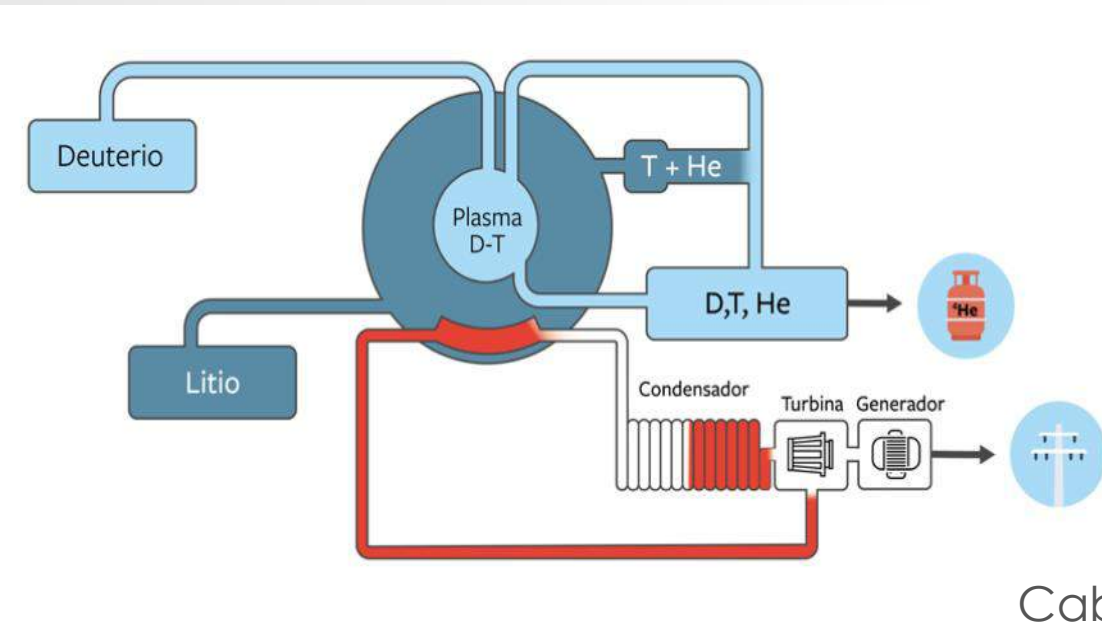 Deuterio
T + He
Plasma
D-T
D,T, He
⁴He
Litio
Condensador
Turbina
Generador
Cab